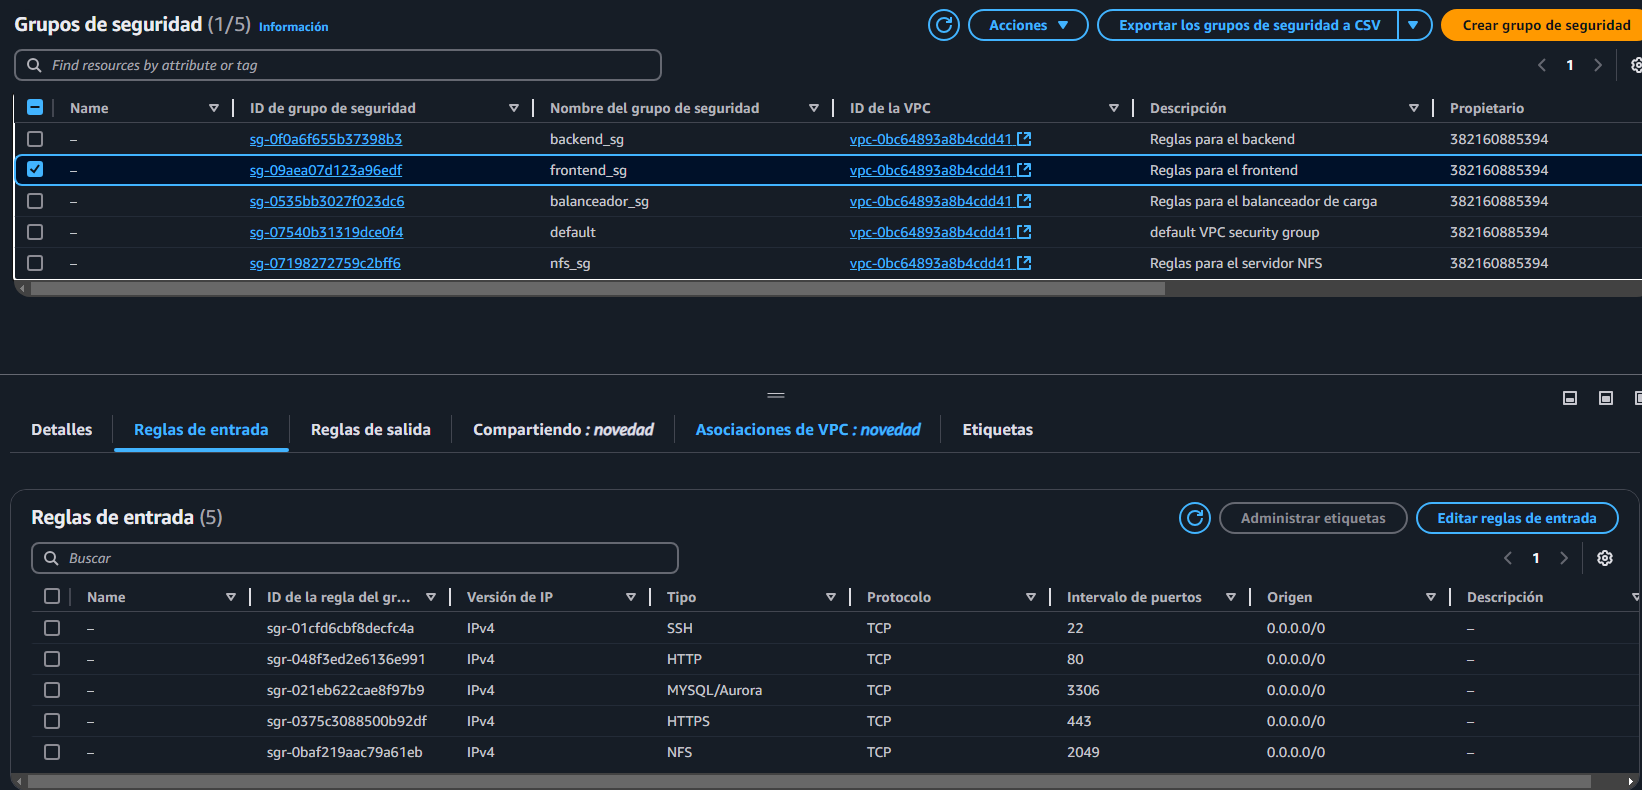 Grupos de seguridad (1/5) Información
Acciones
Exportar los grupos de seguridad a CSV
Crear grupo de seguridad
Find resources by attribute or tag
1
Name ID de grupo de seguridad Nombre del grupo de seguridad ID de la VPC Descripción Propietario
– sg-0f0a6f655b37398b3 backend_sg vpc-0bc64893a8b4cdd41 Reglas para el backend 382160885394
– sg-09aea07d123a96edf frontend_sg vpc-0bc64893a8b4cdd41 Reglas para el frontend 382160885394
– sg-0535bb3027f023dc6 balanceador_sg vpc-0bc64893a8b4cdd41 Reglas para el balanceador de carga 382160885394
– sg-07540b31319dce0f4 default vpc-0bc64893a8b4cdd41 default VPC security group 382160885394
– sg-07198272759c2bff6 nfs_sg vpc-0bc64893a8b4cdd41 Reglas para el servidor NFS 382160885394
Detalles Reglas de entrada Reglas de salida Compartiendo : novedad Asociaciones de VPC : novedad Etiquetas
Reglas de entrada (5)
Administrar etiquetas
Editar reglas de entrada
Buscar
1
Name ID de la regla del gr... Versión de IP Tipo Protocolo Intervalo de puertos Origen Descripción
– sgr-01cfd6cbf8decfc4a IPv4 SSH TCP 22 0.0.0.0/0 –
– sgr-048f3ed2e6136e991 IPv4 HTTP TCP 80 0.0.0.0/0 –
– sgr-021eb622cae8f97b9 IPv4 MYSQL/Aurora TCP 3306 0.0.0.0/0 –
– sgr-0375c3088500b92df IPv4 HTTPS TCP 443 0.0.0.0/0 –
– sgr-0baf219aac79a61eb IPv4 NFS TCP 2049 0.0.0.0/0 –